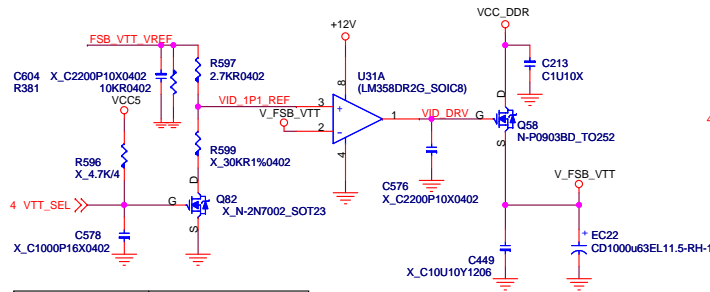 VCC_DDR
+12V
FSB_VTT_VREF
C604
R381
X_C2200P10X0402
10KR0402
R597
2.7KR0402
U31A
(LM358DR2G_SOIC8)
C213
C1U10X
VCC5
VID_1P1_REF
V_FSB_VTT
8
3
+
2
-
1
4
VID_DRV
D
G
S
Q58
N-P0903BD_TO252
4
R596
X_4.7K/4
R599
X_30KR1%0402
C576
X_C2200P10X0402
V_FSB_VTT
4 VTT_SEL
D
G
S
Q82
X_N-2N7002_SOT23
C578
X_C1000P16X0402
C449
X_C10U10Y1206
+
EC22
CD1000u63EL11.5-RH-1